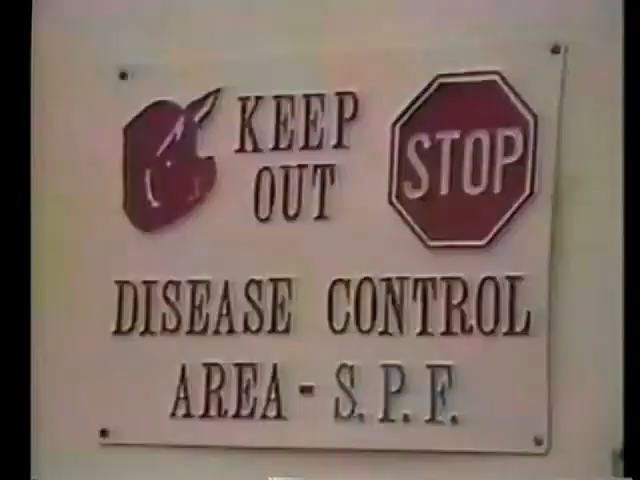 KEEP
OUT
STOP
DISEASE CONTROL
AREA - S.P.F.